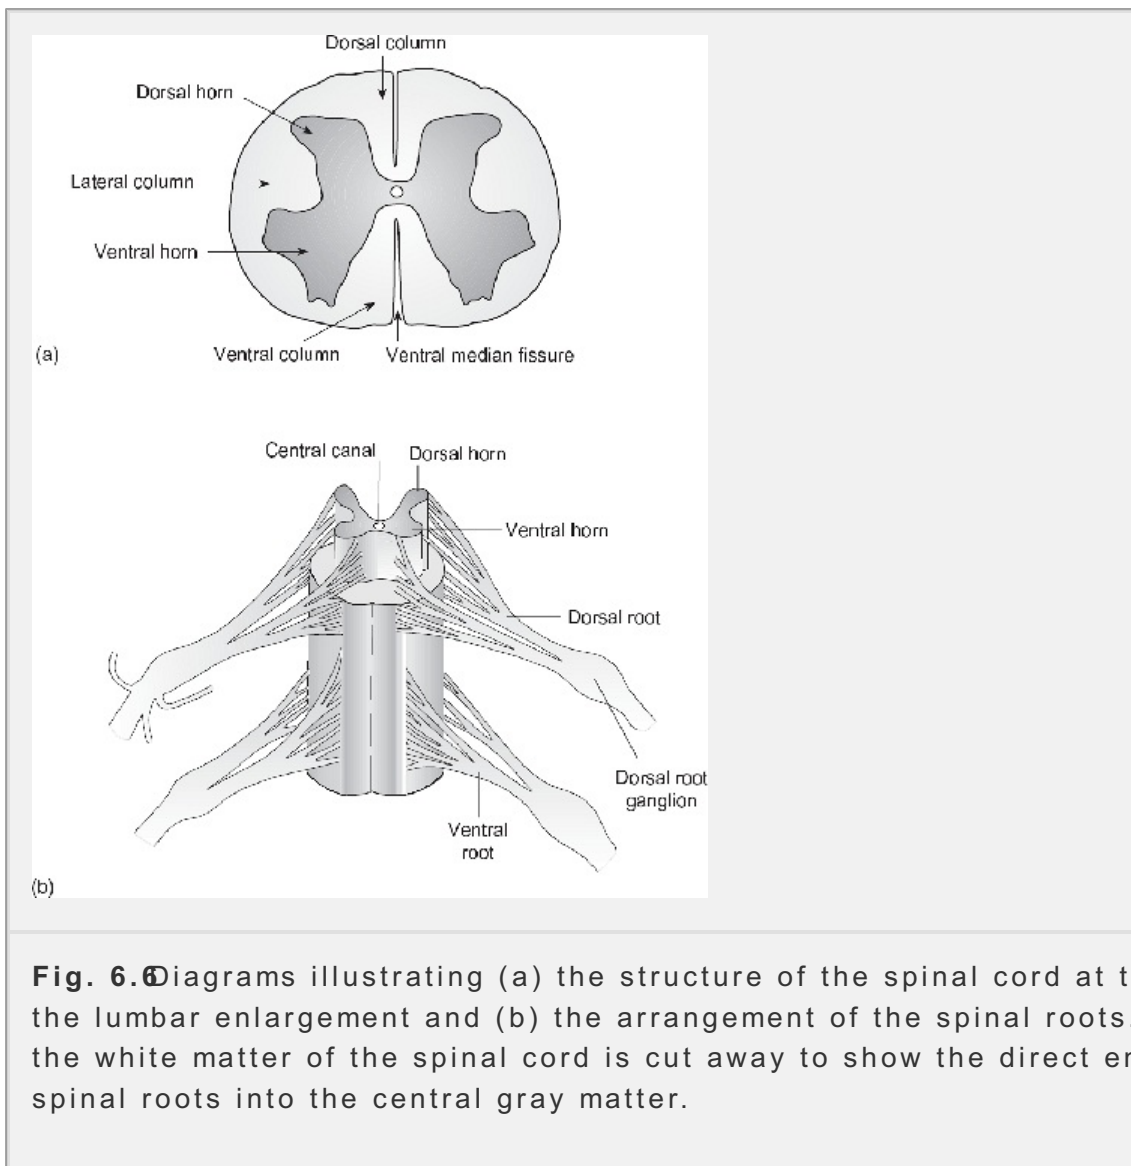 Dorsal column
Dorsal horn
Lateral column
Ventral horn
Ventral column
Ventral median fissure
(a)
Central canal
Dorsal horn
Ventral horn
Dorsal root
Dorsal root
ganglion
Ventral
root
(b)
Fig. 6.6 Diagrams illustrating (a) the structure of the spinal cord at t
the lumbar enlargement and (b) the arrangement of the spinal roots.
the white matter of the spinal cord is cut away to show the direct en
spinal roots into the central gray matter.